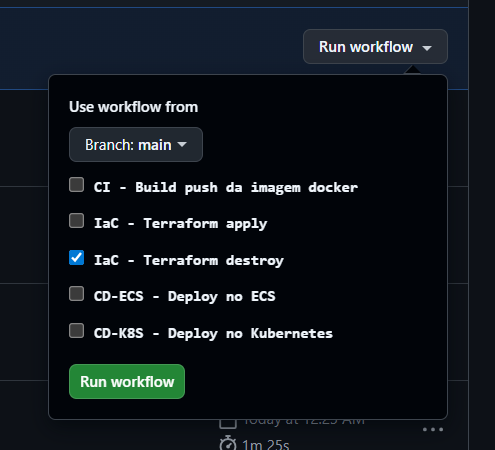 Run workflow
Use workflow from
Branch: main
CI - Build push da imagem docker
IaC - Terraform apply
IaC - Terraform destroy
CD-ECS - Deploy no ECS
CD-K8S - Deploy no Kubernetes
Run workflow
Today at 12:25 AM
1m 25s